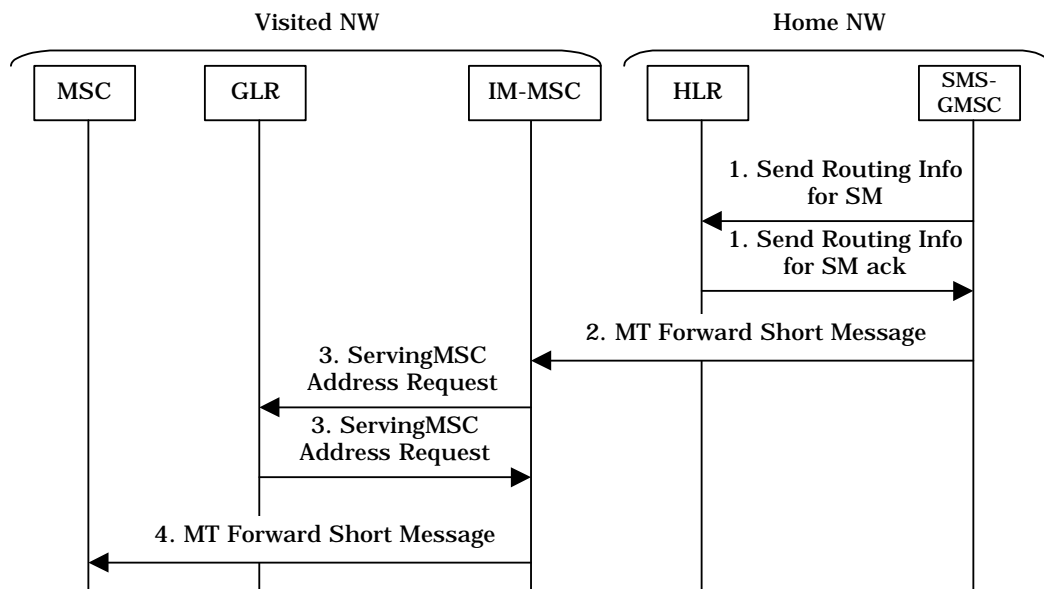 Visited NW
Home NW
MSC
GLR
IM-MSC
HLR
SMS-
GMSC
1. Send Routing Info
for SM
1. Send Routing Info
for SM ack
2. MT Forward Short Message
3. ServingMSC
Address Request
3. ServingMSC
Address Request
4. MT Forward Short Message